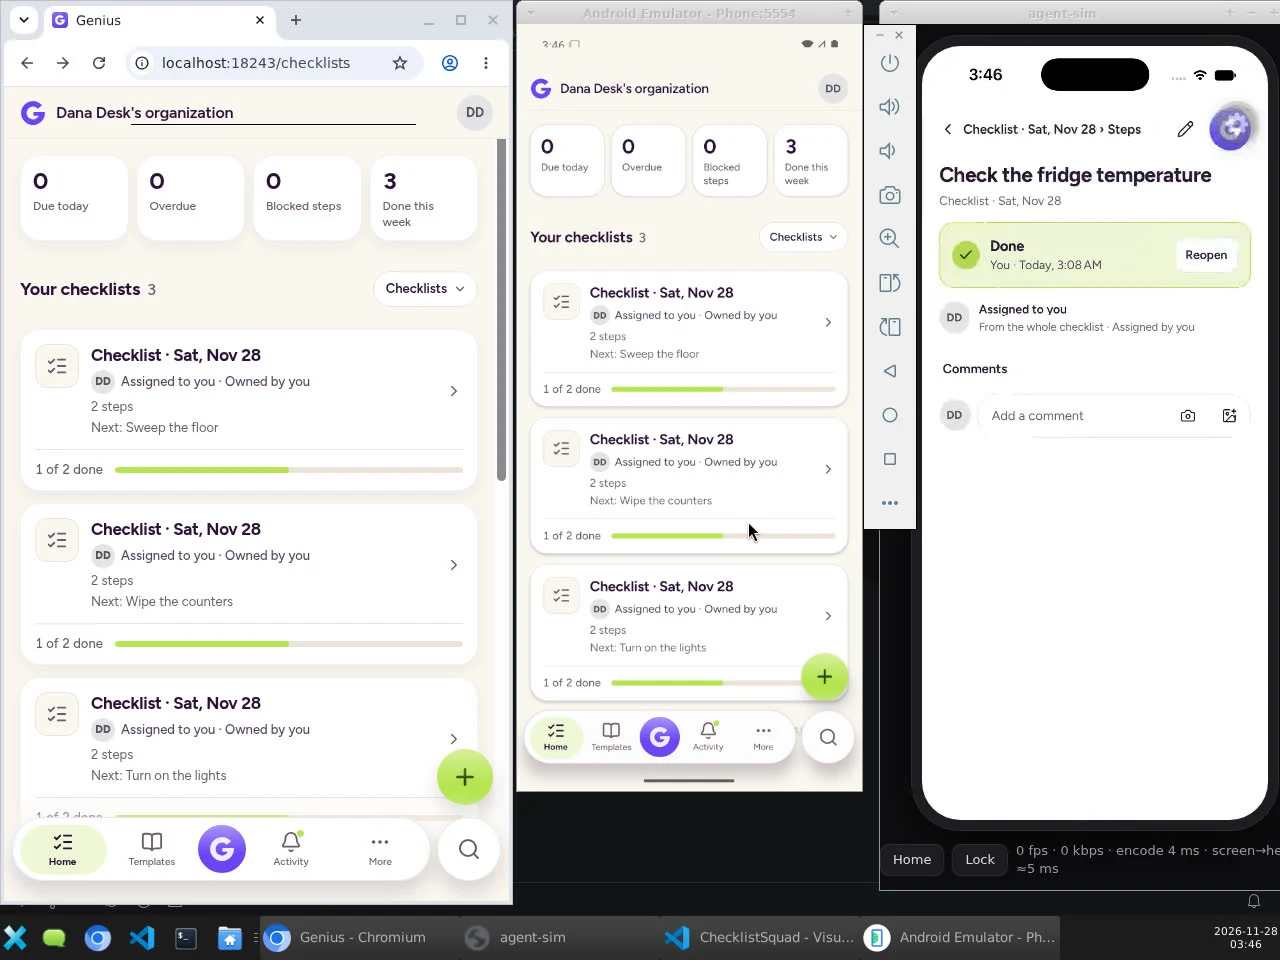 Genius
localhost:18243/checklists
Dana Desk's organization
DD
0
Due today
0
Overdue
0
Blocked steps
3
Done this
week
Your checklists 3
Checklists
Checklist · Sat, Nov 28
DD Assigned to you · Owned by you
2 steps
Next: Sweep the floor
1 of 2 done
Checklist · Sat, Nov 28
DD Assigned to you · Owned by you
2 steps
Next: Wipe the counters
1 of 2 done
Checklist · Sat, Nov 28
DD Assigned to you · Owned by you
2 steps
Next: Turn on the lights
1 of 2 done
Home
Templates
Activity
More
Android Emulator - Phone:5554
3:46
Dana Desk's organization
DD
0
Due today
0
Overdue
0
Blocked
steps
3
Done this
week
Your checklists 3
Checklists
Checklist · Sat, Nov 28
DD Assigned to you · Owned by you
2 steps
Next: Sweep the floor
1 of 2 done
Checklist · Sat, Nov 28
DD Assigned to you · Owned by you
2 steps
Next: Wipe the counters
1 of 2 done
Checklist · Sat, Nov 28
DD Assigned to you · Owned by you
2 steps
Next: Turn on the lights
1 of 2 done
Home
Templates
Activity
More
agent-sim
3:46
Checklist · Sat, Nov 28 › Steps
Check the fridge temperature
Checklist · Sat, Nov 28
Done
You · Today, 3:08 AM
Reopen
DD
Assigned to you
From the whole checklist · Assigned by you
Comments
DD
Add a comment
Home
Lock
0 fps · 0 kbps · encode 4 ms · screen→he
≈5 ms
Genius - Chromium
agent-sim
ChecklistSquad - Visu...
Android Emulator - Ph...
2026-11-28
03:46